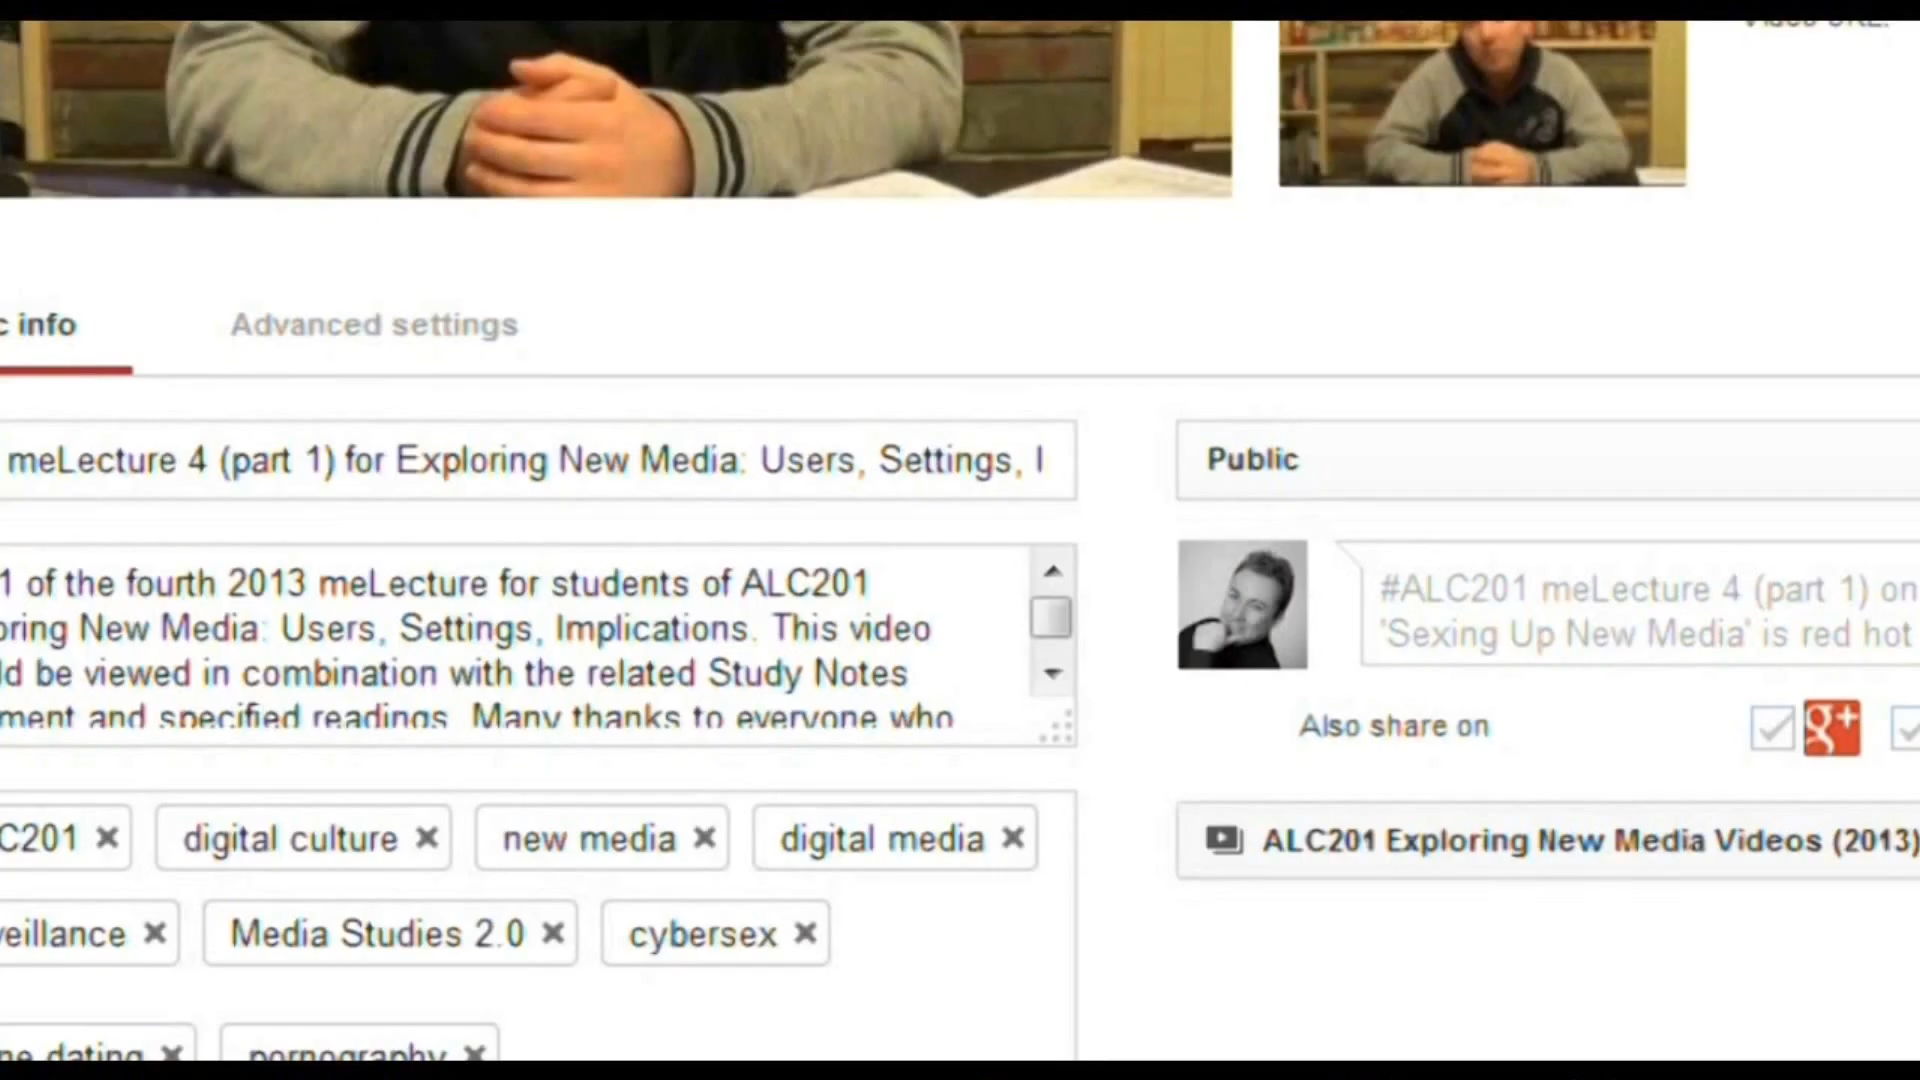 info
Advanced settings
meLecture 4 (part 1) for Exploring New Media: Users, Settings, I
Public
1 of the fourth 2013 meLecture for students of ALC201
oring New Media: Users, Settings, Implications. This video
ld be viewed in combination with the related Study Notes
ment and specified readings. Many thanks to everyone who
#ALC201 meLecture 4 (part 1) on
'Sexing Up New Media' is red hot
Also share on
g+
C201 × digital culture × new media × digital media ×
ALC201 Exploring New Media Videos (2013)
veillance × Media Studies 2.0 × cybersex ×
ne dating × pornography ×